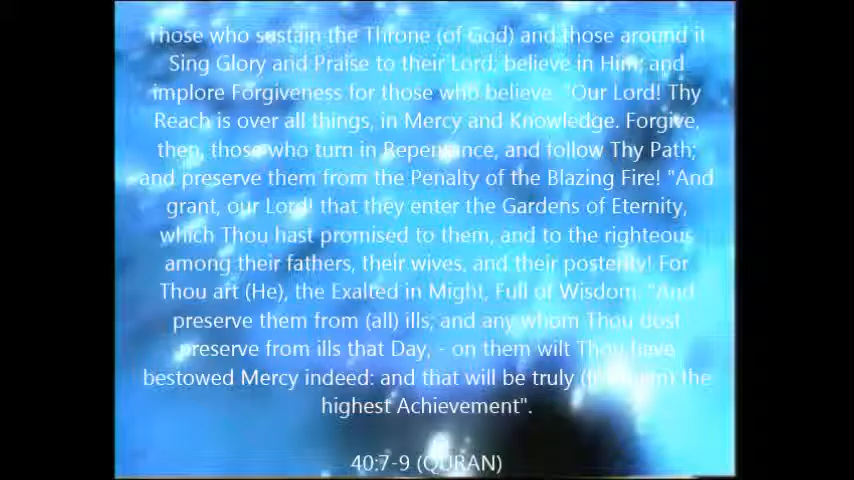 Those who sustain the Throne (of God) and those around it
Sing Glory and Praise to their Lord; believe in Him; and
implore Forgiveness for those who believe: "Our Lord! Thy
Reach is over all things, in Mercy and Knowledge. Forgive,
then, those who turn in Repentance, and follow Thy Path;
and preserve them from the Penalty of the Blazing Fire! "And
grant, our Lord! that they enter the Gardens of Eternity,
which Thou hast promised to them, and to the righteous
among their fathers, their wives, and their posterity! For
Thou art (He), the Exalted in Might, Full of Wisdom. "And
preserve them from (all) ills; and any whom Thou dost
preserve from ills that Day, - on them wilt Thou have
bestowed Mercy indeed: and that will be truly the
highest Achievement".
40:7-9 (QURAN)